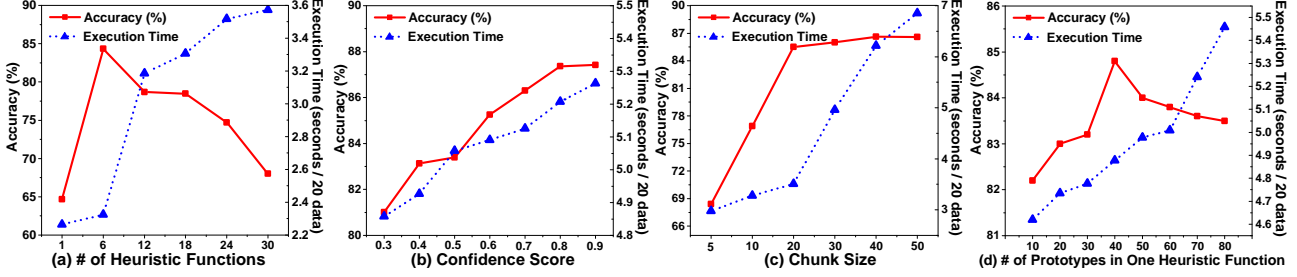 Accuracy (%)
Execution Time
Accuracy (%)
90
85
80
75
70
65
60
3.6
3.4
3.2
3.0
2.8
2.6
2.4
2.2
Execution Time (seconds / 20 data)
1 6 12 18 24 30
(a) # of Heuristic Functions
Accuracy (%)
Execution Time
Accuracy (%)
90
88
86
84
82
80
5.5
5.4
5.3
5.2
5.1
5.0
4.9
4.8
Execution Time (seconds / 20 data)
0.3 0.4 0.5 0.6 0.7 0.8 0.9
(b) Confidence Score
Accuracy (%)
Execution Time
Accuracy (%)
90
87
84
81
78
75
72
69
66
7
6
5
4
3
Execution Time (seconds / 20 data)
5 10 20 30 40 50
(c) Chunk Size
Accuracy (%)
Execution Time
Accuracy (%)
86
85
84
83
82
81
5.5
5.4
5.3
5.2
5.1
5.0
4.9
4.8
4.7
4.6
Execution Time (seconds / 20 data)
10 20 30 40 50 60 70 80
(d) # of Prototypes in One Heuristic Function